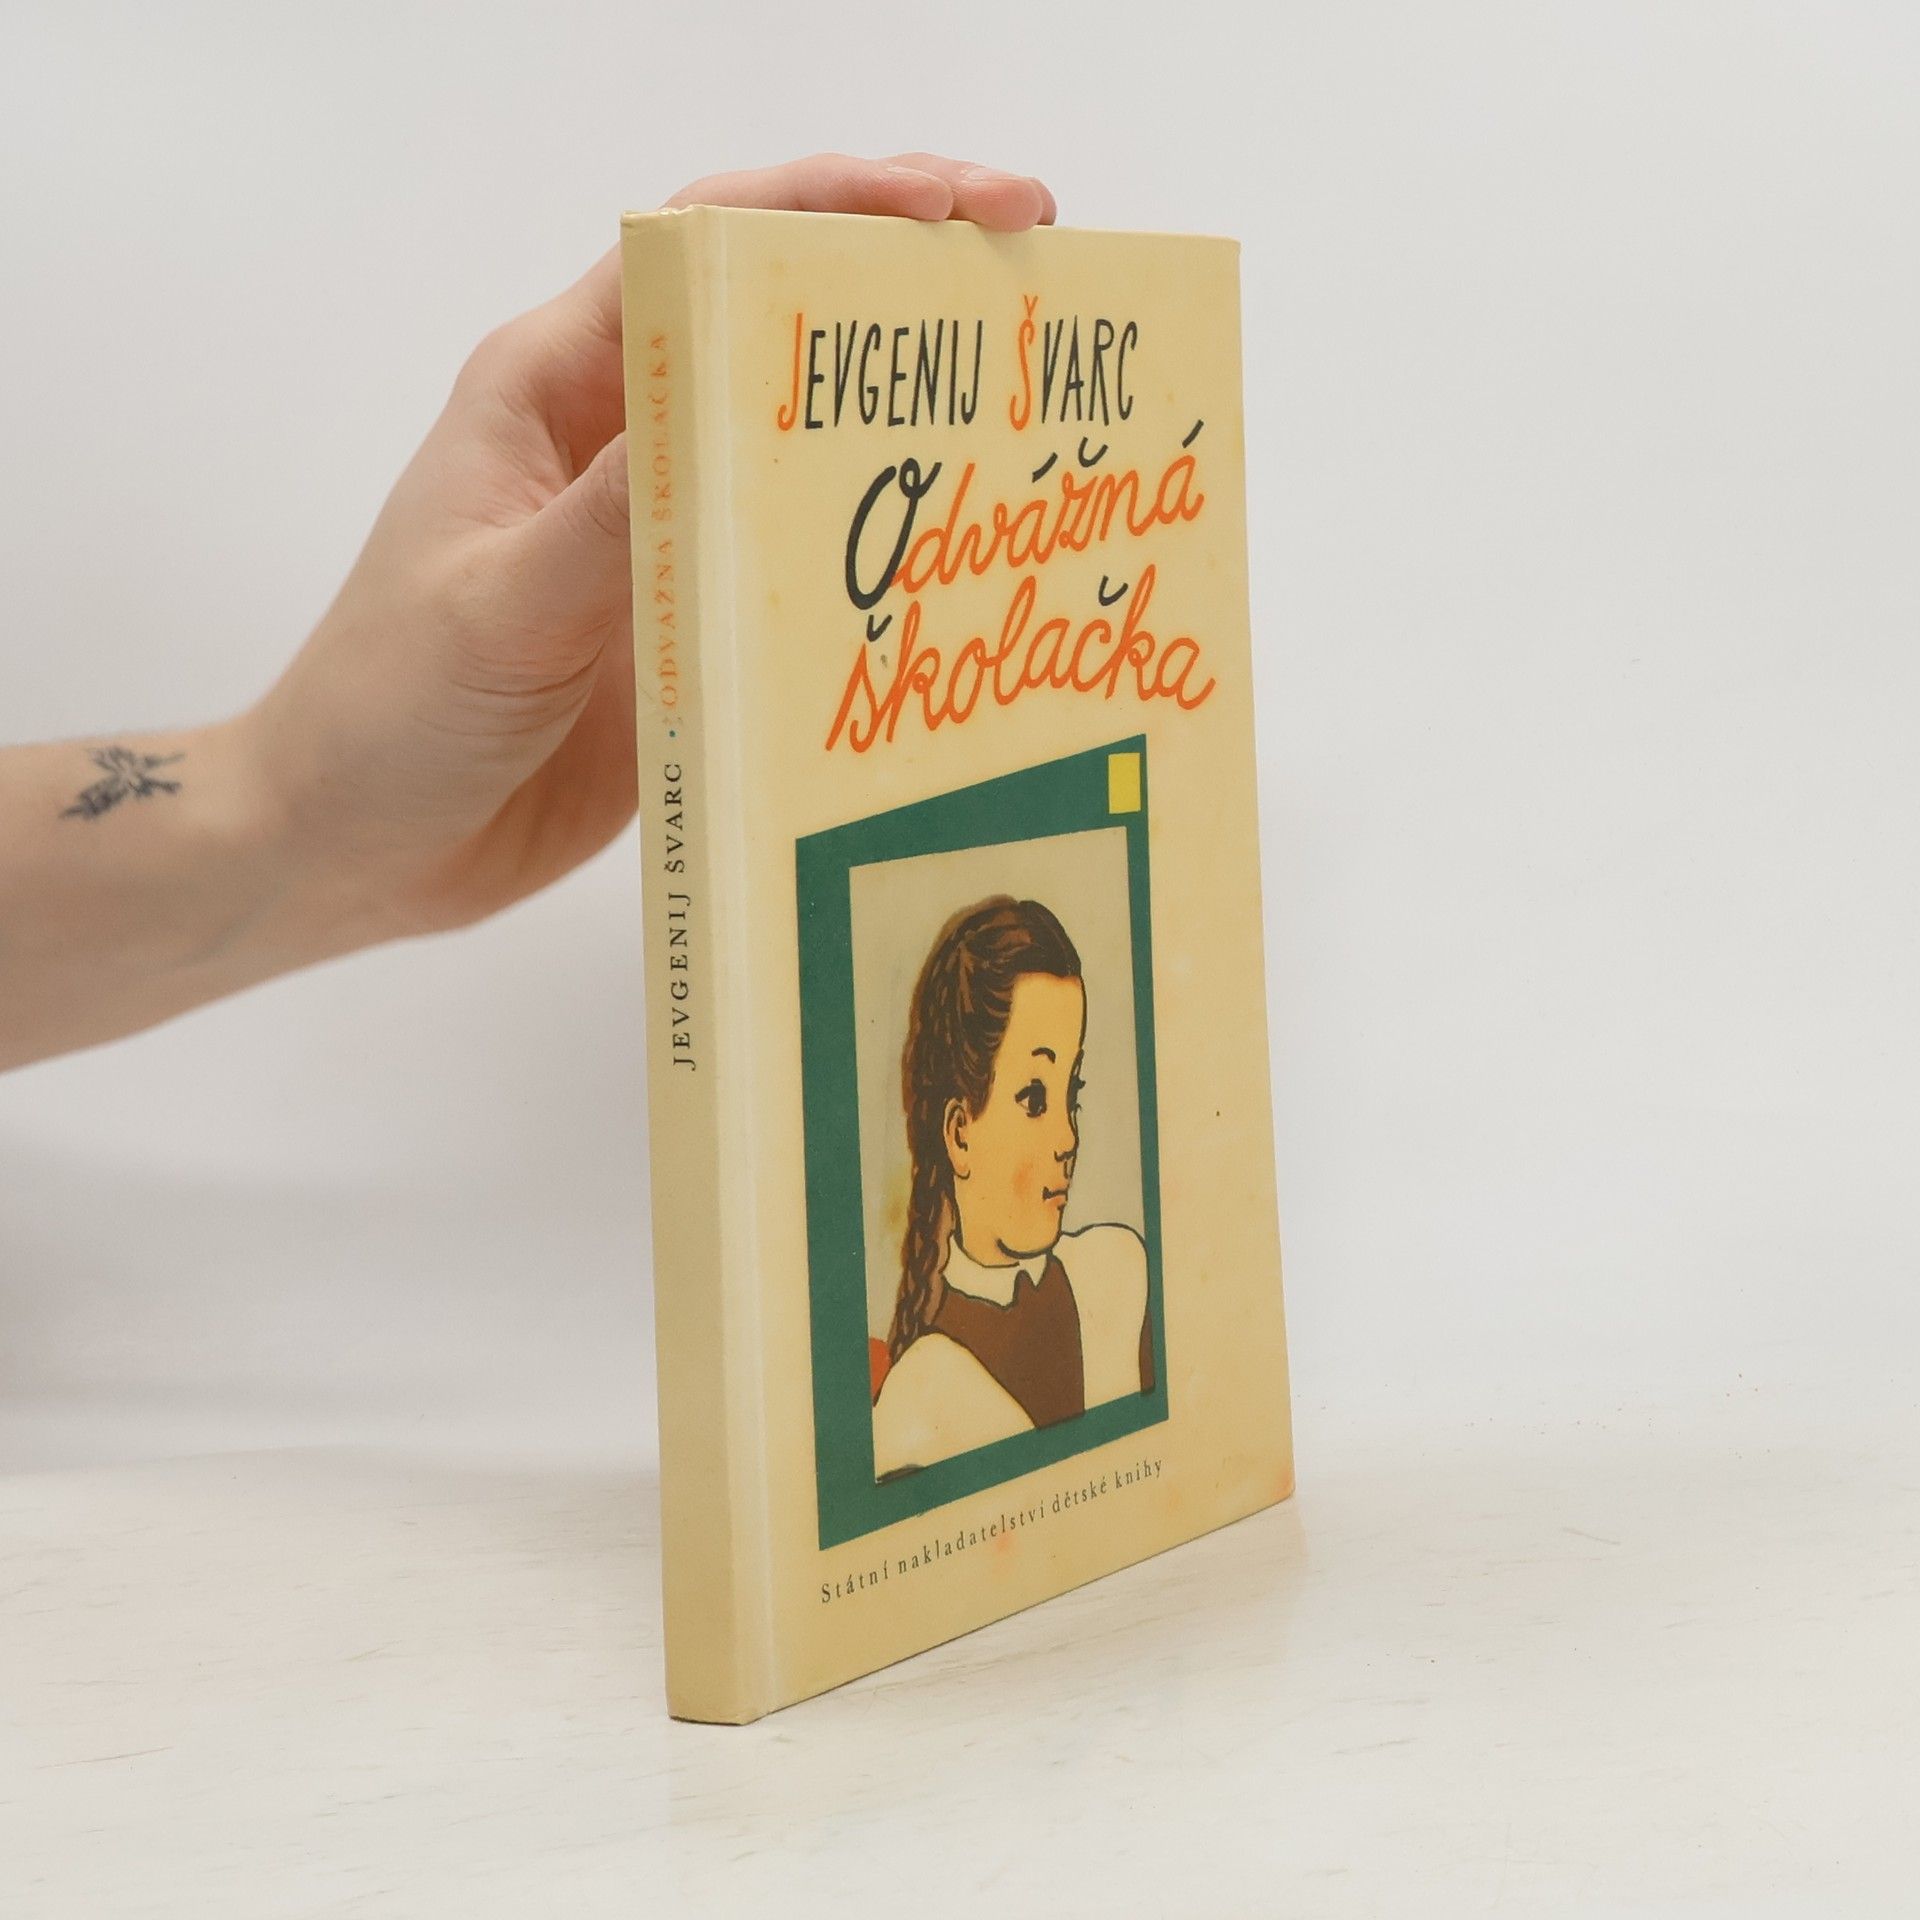 JEVGENIJ ŠVARC • ODVÁŽNÁ ŠKOLAČKA
JEVGENIJ ŠVARC
Odvážná
školačka
Státní nakladatelství dětské knihy